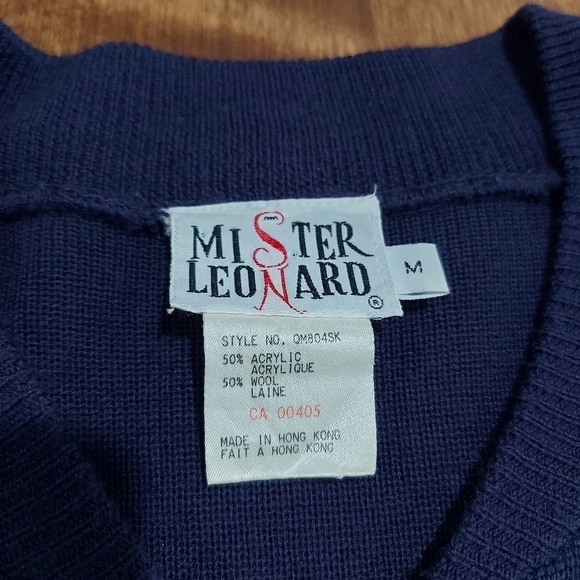 MISTER
LEONARD
®
M
STYLE NO. QM804SK
50% ACRYLIC
ACRYLIQUE
50% WOOL
LAINE
CA 00405
MADE IN HONG KONG
FAIT A HONG KONG